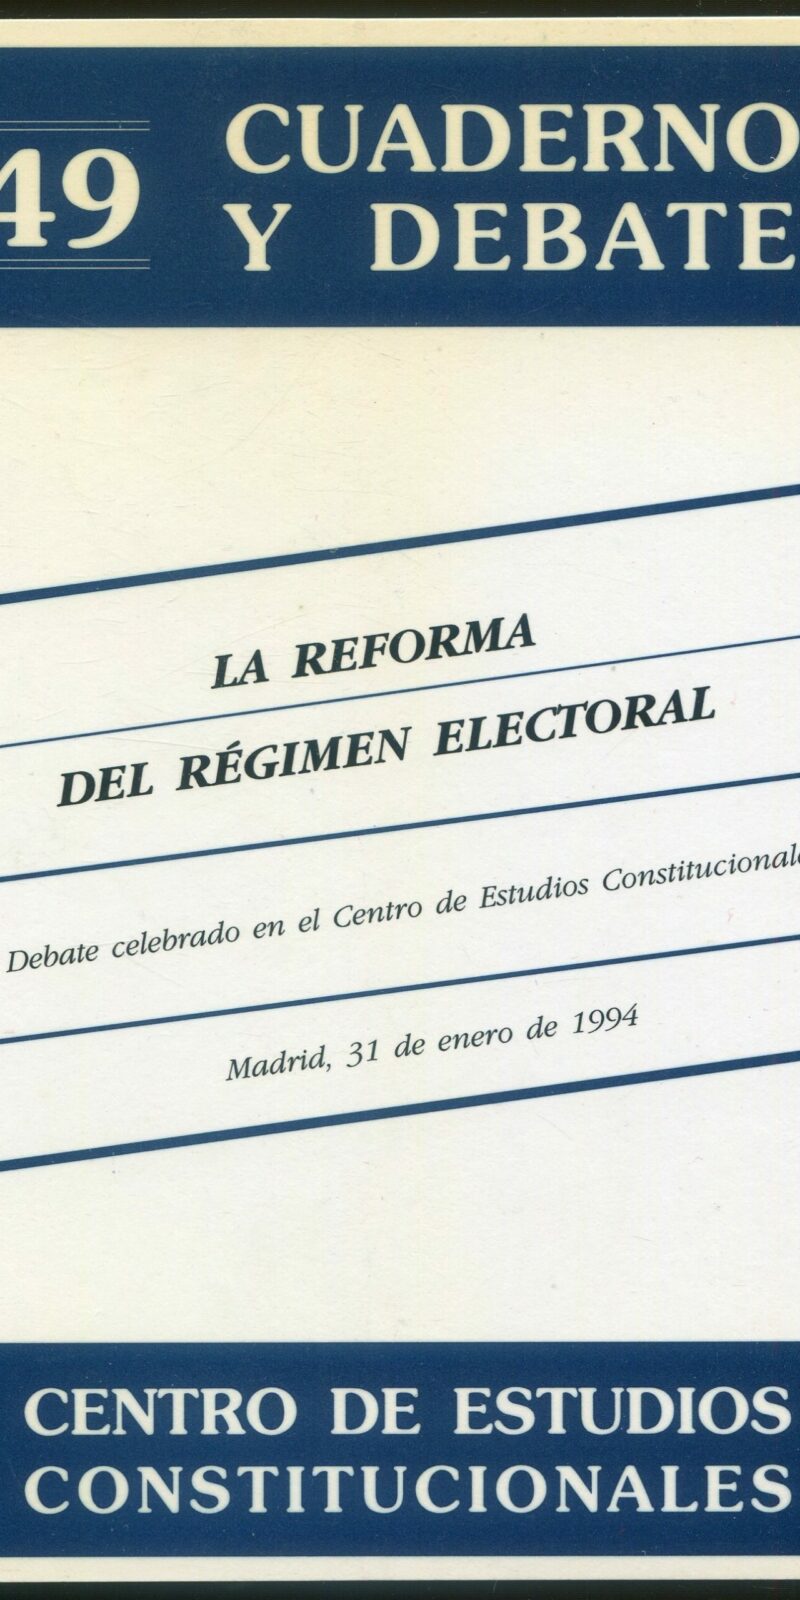 49
CUADERNO
Y DEBATE
LA REFORMA
DEL RÉGIMEN ELECTORAL
Debate celebrado en el Centro de Estudios Constitucionale
Madrid, 31 de enero de 1994
CENTRO DE ESTUDIOS
CONSTITUCIONALES